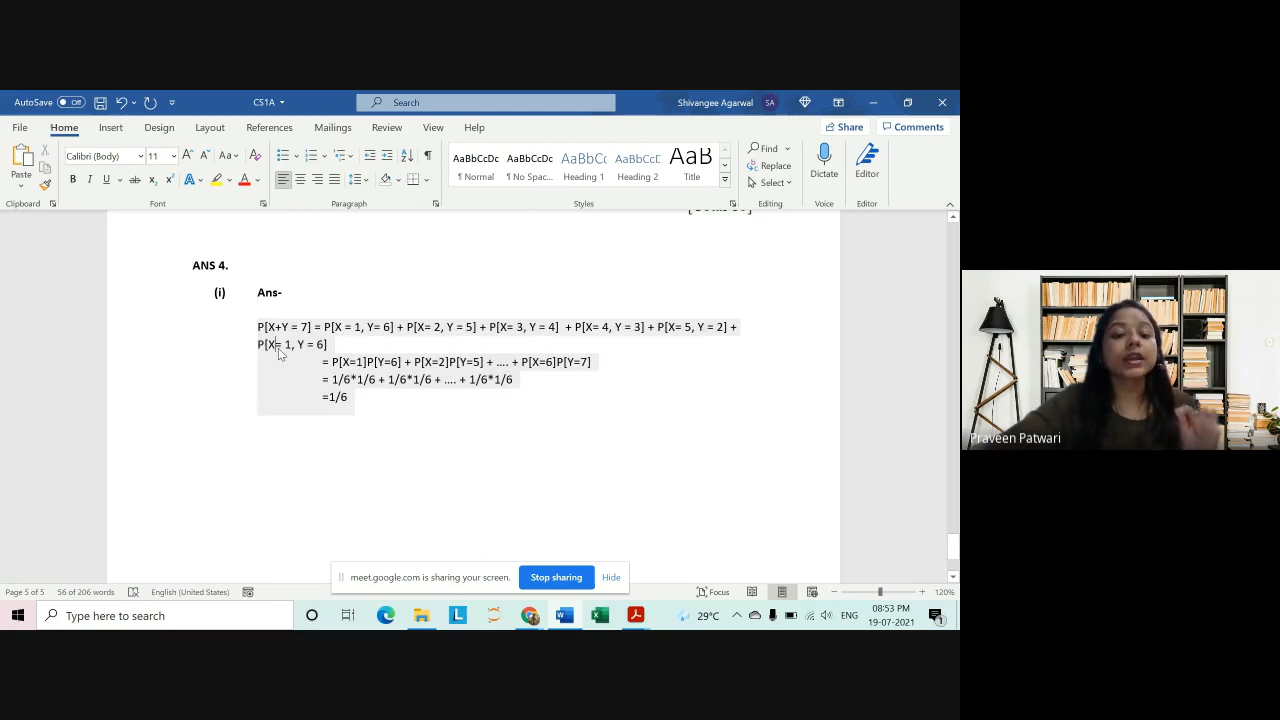 AutoSave Off CS1A Search Shivangee Agarwal SA
File Home Insert Design Layout References Mailings Review View Help Share Comments
Paste Calibri (Body) 11 Aa AaBbCcDc AaBbCcDc AaBbCc AaBbCcD AaB Find Replace Select Dictate Editor
¶ Normal ¶ No Spac... Heading 1 Heading 2 Title
Clipboard Font Paragraph Styles Editing Voice Editor
ANS 4.
(i) Ans-
P[X+Y = 7] = P[X = 1, Y= 6] + P[X= 2, Y = 5] + P[X= 3, Y = 4] + P[X= 4, Y = 3] + P[X= 5, Y = 2] +
P[X= 1, Y = 6]
= P[X=1]P[Y=6] + P[X=2]P[Y=5] + .... + P[X=6]P[Y=7]
= 1/6*1/6 + 1/6*1/6 + .... + 1/6*1/6
=1/6
Praveen Patwari
meet.google.com is sharing your screen. Stop sharing Hide
Page 5 of 5 56 of 206 words English (United States) Focus 120%
Type here to search 29°C ENG 08:53 PM
19-07-2021